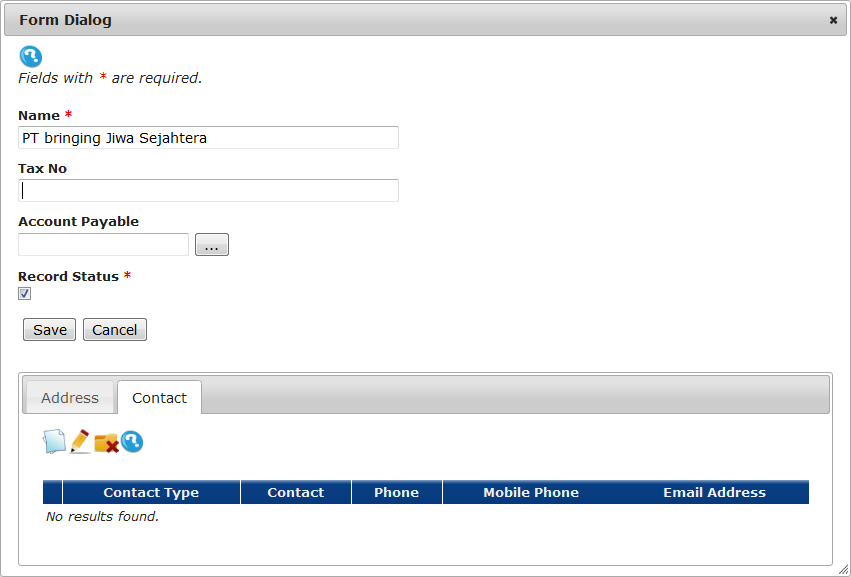 Form Dialog
Fields with * are required.
Name *
PT bringing Jiwa Sejahtera
Tax No
Account Payable
...
Record Status *
Save Cancel
Address Contact
Contact Type Contact Phone Mobile Phone Email Address
No results found.